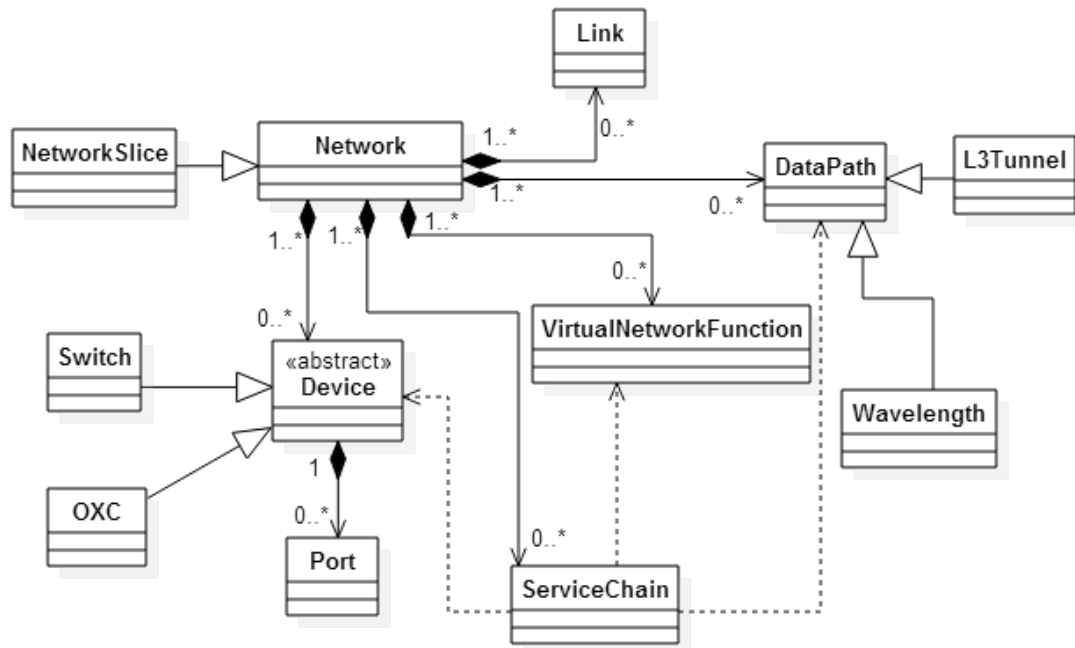 Link
NetworkSlice
Network
1..*
0..*
1..*
DataPath
0..*
L3Tunnel
1..*
1..*
1..*
0..*
0..*
VirtualNetworkFunction
Switch
«abstract»
Device
Wavelength
1
OXC
0..*
Port
0..*
ServiceChain